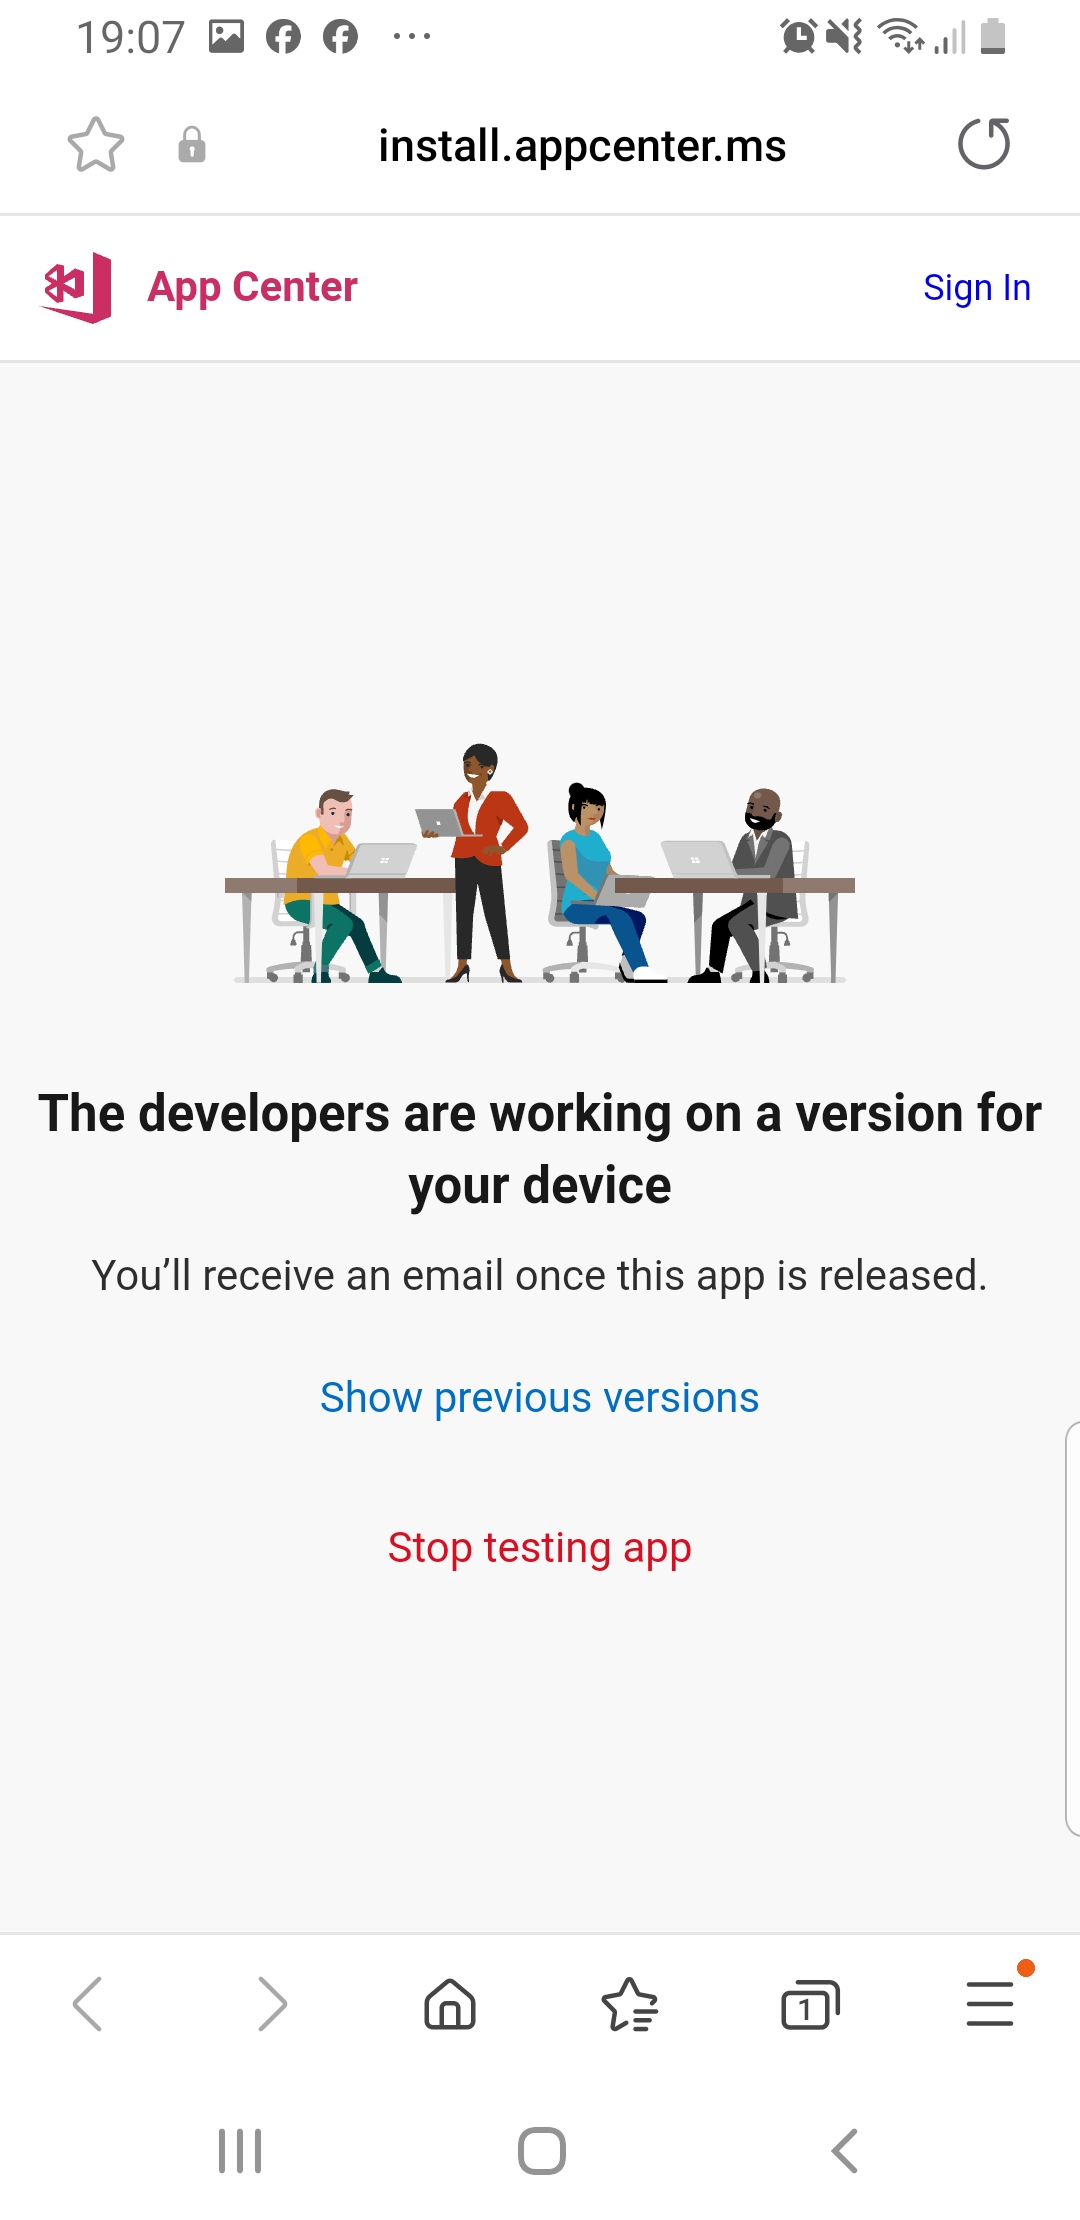 19:07
install.appcenter.ms
App Center
Sign In
The developers are working on a version for
your device
You’ll receive an email once this app is released.
Show previous versions
Stop testing app
1